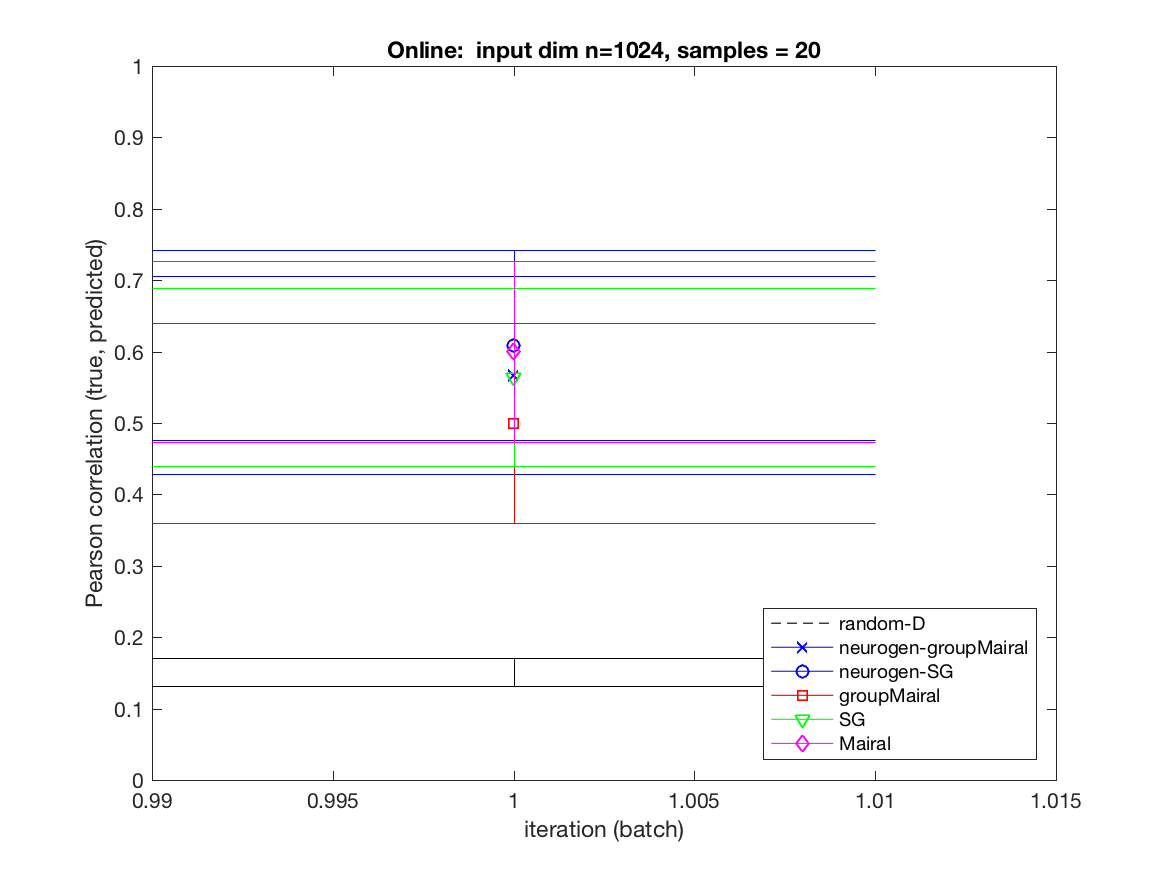 Online:  input dim n=1024, samples = 20
1
0.9
0.8
0.7
0.6
0.5
0.4
0.3
0.2
0.1
0
Pearson correlation (true, predicted)
0.99
0.995
1
1.005
1.01
1.015
iteration (batch)
random-D
neurogen-groupMairal
neurogen-SG
groupMairal
SG
Mairal